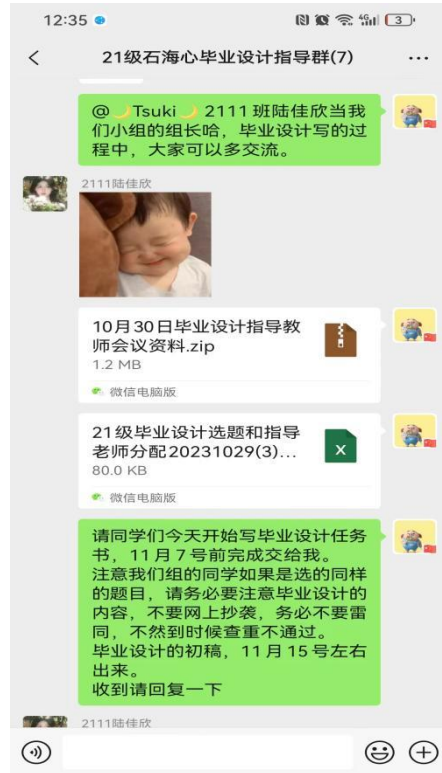 12:35
4G
3
21级石海心毕业设计指导群(7)
@🌙Tsuki🌙 2111 班陆佳欣当我
们小组的组长哈，毕业设计写的过
程中，大家可以多交流。
2111陆佳欣
10月30日毕业设计指导教
师会议资料.zip
1.2 MB
微信电脑版
21级毕业设计选题和指导
老师分配20231029(3)...
X
80.0 KB
微信电脑版
请同学们今天开始写毕业设计任务
书，11月7号前完成交给我。
注意我们组的同学如果是选的同样
的题目，请务必要注意毕业设计的
内容，不要网上抄袭，务必不要雷
同，不然到时候查重不通过。
毕业设计的初稿，11月15号左右
出来。
收到请回复一下
2111陆佳欣